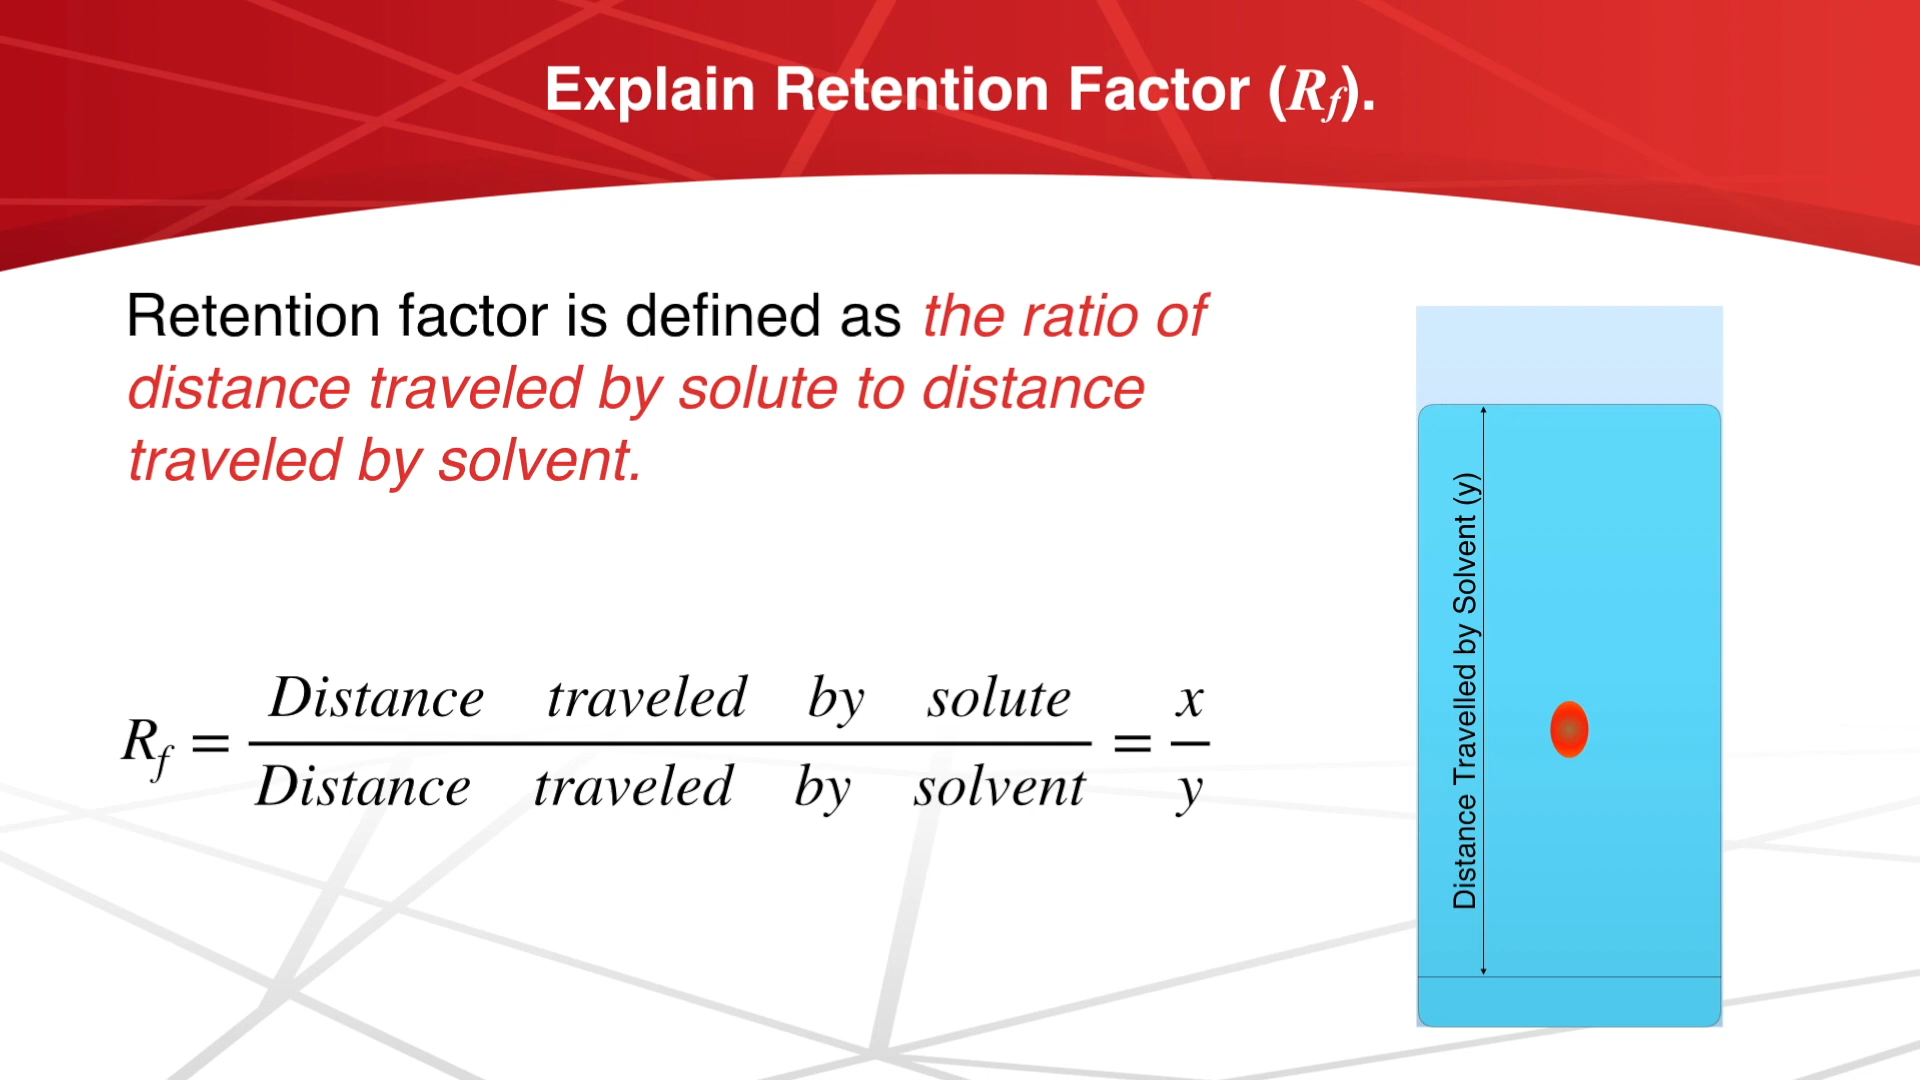 Explain Retention Factor (Rf).
Retention factor is defined as the ratio of
distance traveled by solute to distance
traveled by solvent.
Rf = Distance traveled by solute / Distance traveled by solvent = x / y
Distance Travelled by Solvent (y)